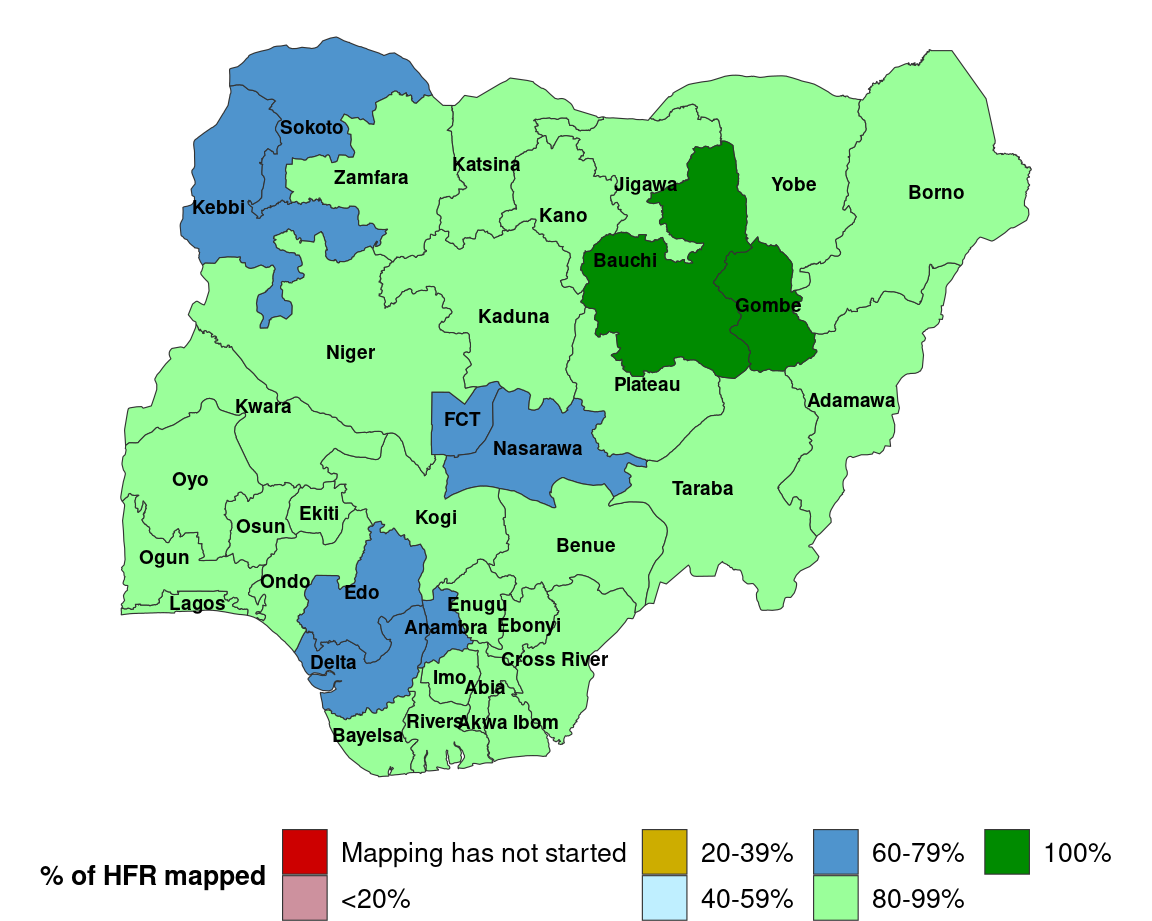 Sokoto
Katsina
Zamfara
Jigawa
Yobe
Borno
Kebbi
Kano
Bauchi
Gombe
Kaduna
Niger
Plateau
Adamawa
Kwara
FCT
Nasarawa
Oyo
Taraba
Ekiti
Kogi
Osun
Benue
Ogun
Ondo
Edo
Lagos
Enugu
Anambra
Ebonyi
Delta
Cross River
Imo
Abia
Rivers
Akwa Ibom
Bayelsa
% of HFR mapped
Mapping has not started
<20%
20-39%
40-59%
60-79%
80-99%
100%